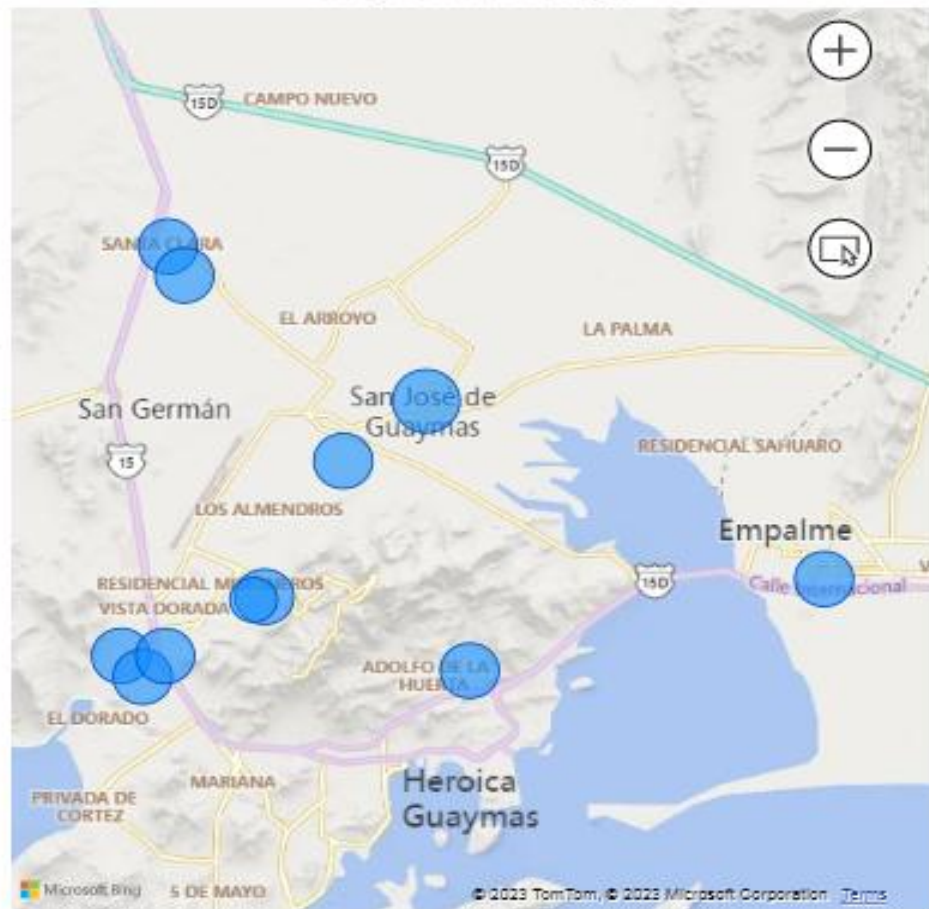 15D
CAMPO NUEVO
15D
SANTA CLARA
EL ARROYO
LA PALMA
San José de
Guaymas
San Germán
RESIDENCIAL SAHUARO
15
LOS ALMENDROS
Empalme
RESIDENCIAL MISIONEROS
15D
Calle Internacional
VISTA DORADA
ADOLFO DE LA
HUERTA
EL DORADO
MARIANA
Heroica
Guaymas
PRIVADA DE
CORTEZ
Microsoft Bing
5 DE MAYO
© 2023 TomTom, © 2023 Microsoft Corporation Terms